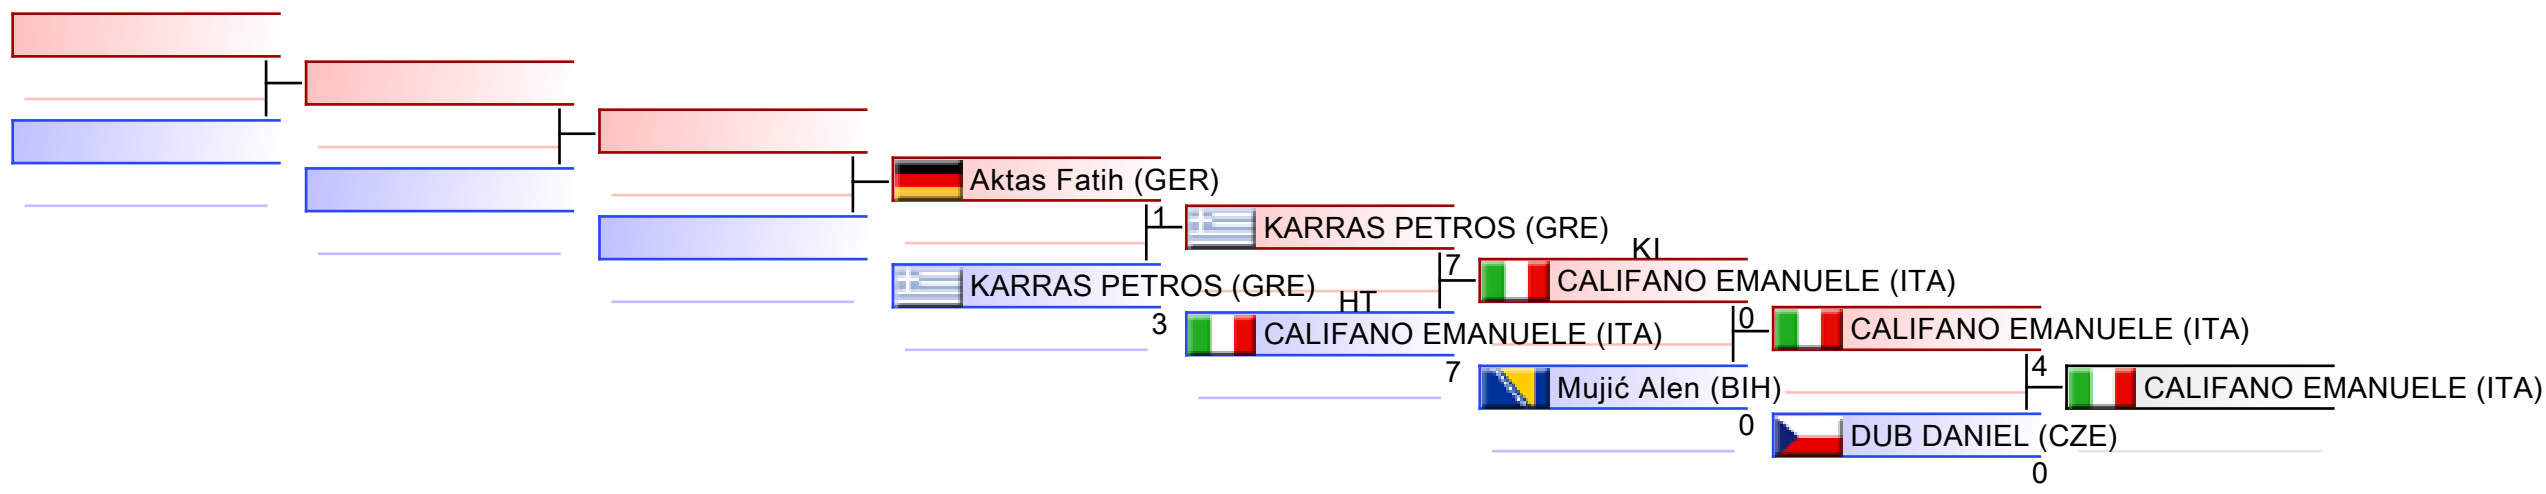 Aktas Fatih (GER)
1
KARRAS PETROS (GRE)
3
KARRAS PETROS (GRE)
7
HT
CALIFANO EMANUELE (ITA)
7
KI
CALIFANO EMANUELE (ITA)
0
Mujić Alen (BIH)
0
CALIFANO EMANUELE (ITA)
4
DUB DANIEL (CZE)
0
CALIFANO EMANUELE (ITA)